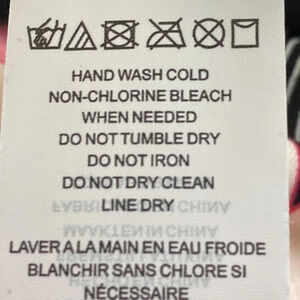 HAND WASH COLD
NON-CHLORINE BLEACH
WHEN NEEDED
DO NOT TUMBLE DRY
DO NOT IRON
DO NOT DRY CLEAN
LINE DRY
LAVER A LA MAIN EN EAU FROIDE
BLANCHIR SANS CHLORE SI
NÉCESSAIRE